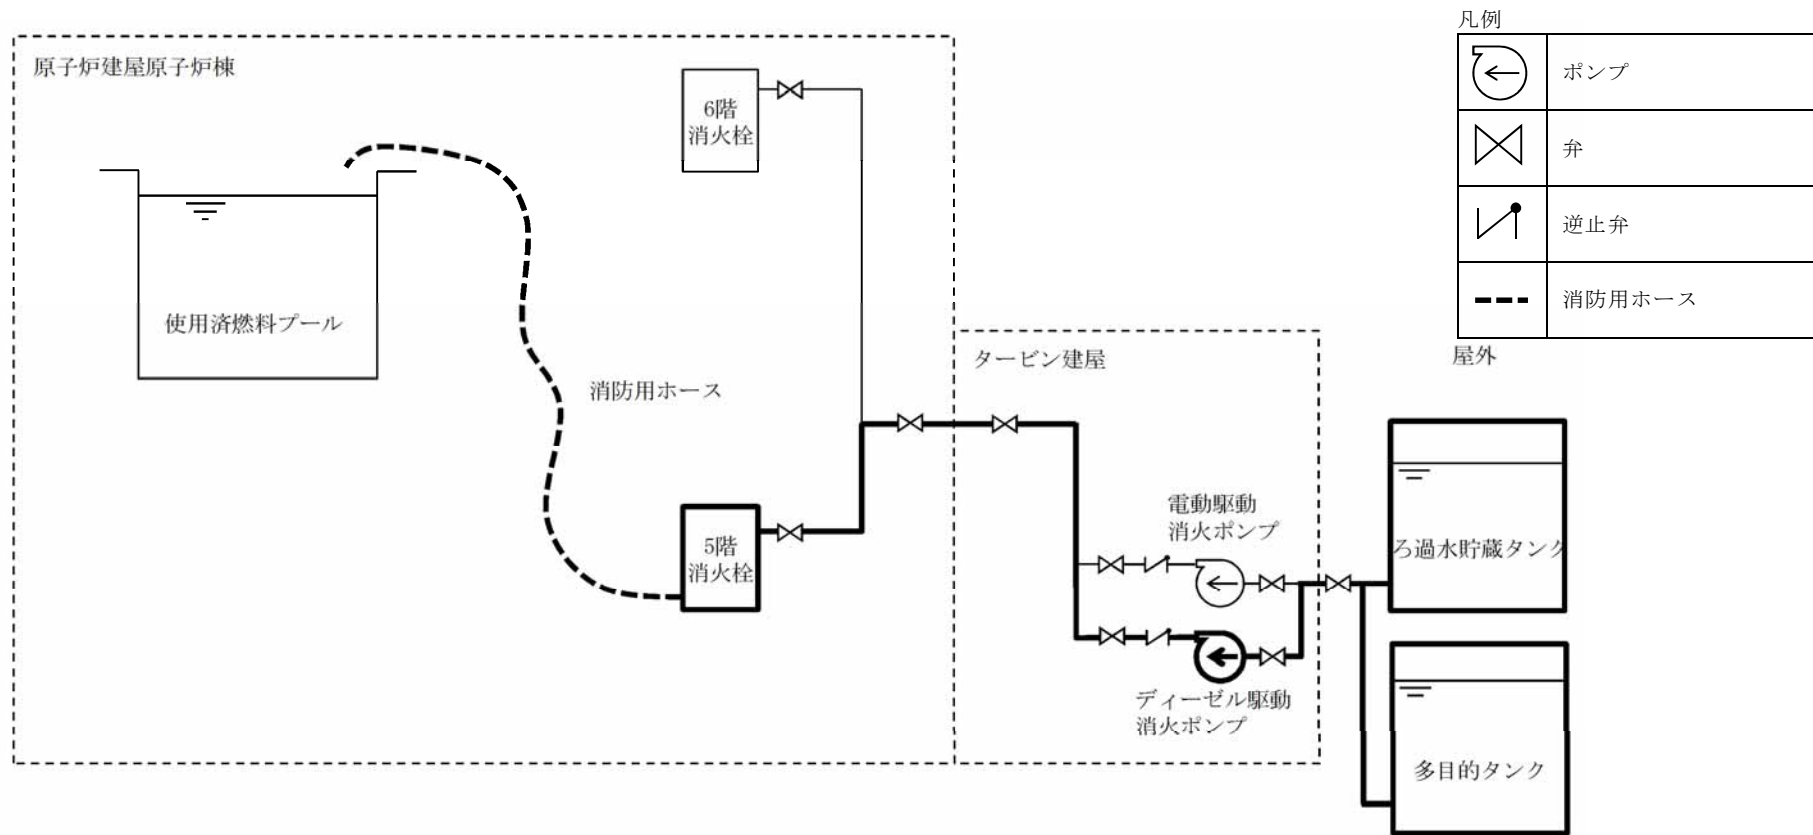 凡例
ポンプ
弁
逆止弁
消防用ホース
屋外
原子炉建屋原子炉棟
6階
消火栓
使用済燃料プール
消防用ホース
5階
消火栓
タービン建屋
電動駆動
消火ポンプ
ディーゼル駆動
消火ポンプ
ろ過水貯蔵タンク
多目的タンク